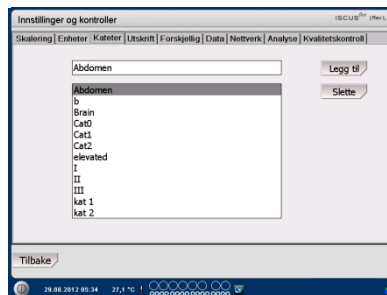 Innstillinger og kontroller
ISCUSflex
Skalering Enheter Kateter Utskrift Forskjellig Data Nettverk Analyse Kvalitetskontroll
Abdomen
Legg til
Abdomen
Slette
b
Brain
Cat0
Cat1
Cat2
elevated
I
II
III
kat 1
kat 2
Tilbake
29.08.2012 05:34 27,1 °C